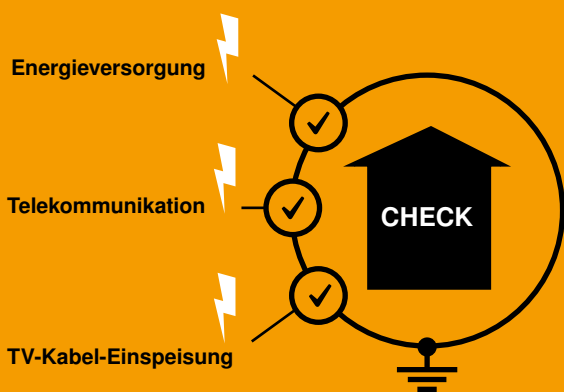 Energieversorgung
Telekommunikation
CHECK
TV-Kabel-Einspeisung